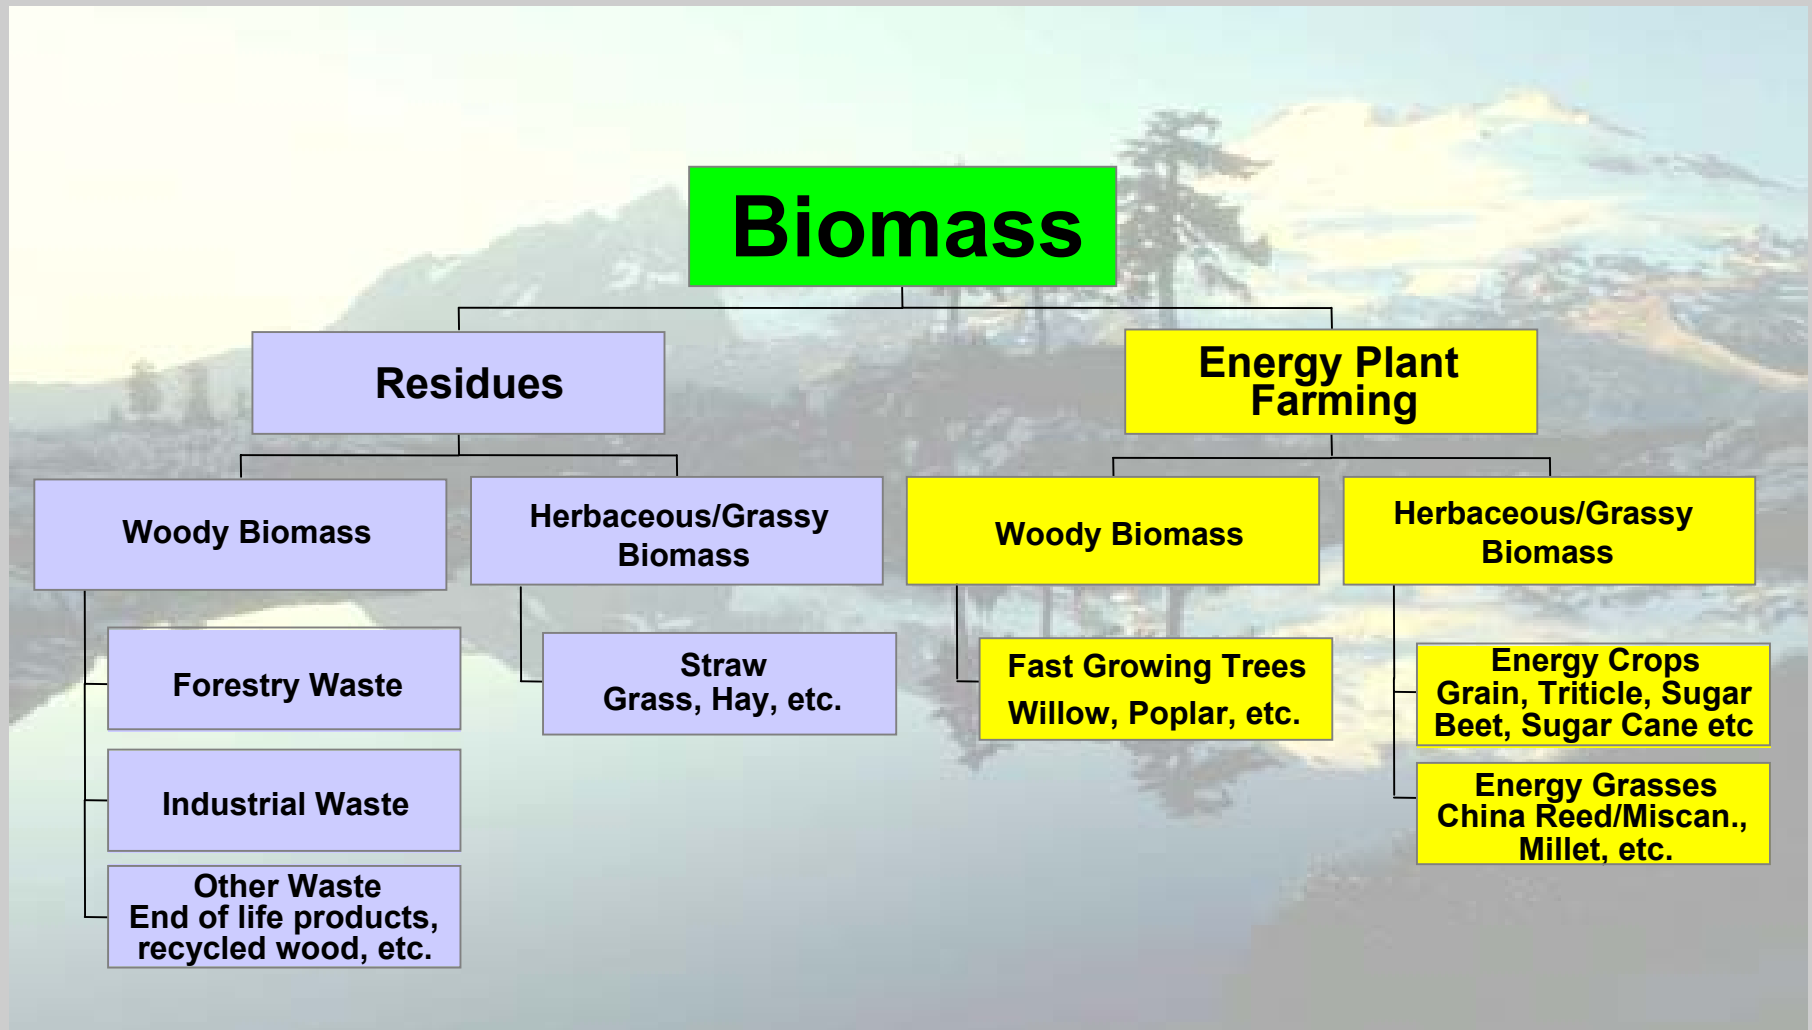 Biomass
Residues
Energy Plant
Farming
Woody Biomass
Herbaceous/Grassy
Biomass
Woody Biomass
Herbaceous/Grassy
Biomass
Forestry Waste
Industrial Waste
Other Waste
End of life products,
recycled wood, etc.
Straw
Grass, Hay, etc.
Fast Growing Trees
Willow, Poplar, etc.
Energy Crops
Grain, Triticle, Sugar
Beet, Sugar Cane etc
Energy Grasses
China Reed/Miscan.,
Millet, etc.